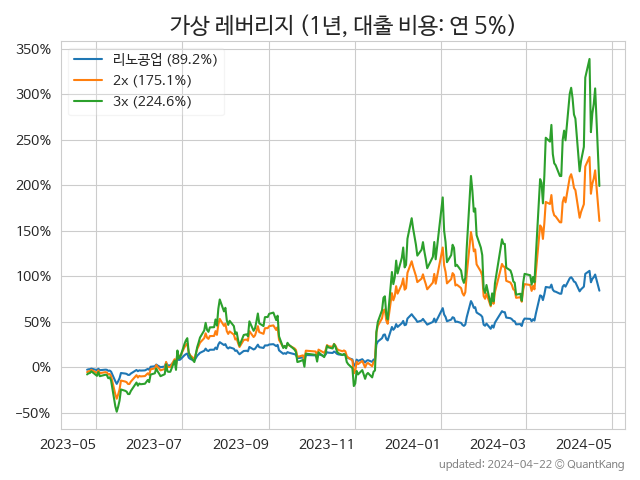 가상 레버리지 (1년, 대출 비용: 연 5%)
리노공업 (89.2%)
2x (175.1%)
3x (224.6%)
350%
300%
250%
200%
150%
100%
50%
0%
−50%
2023-05 2023-07 2023-09 2023-11 2024-01 2024-03 2024-05
updated: 2024-04-22 © QuantKang